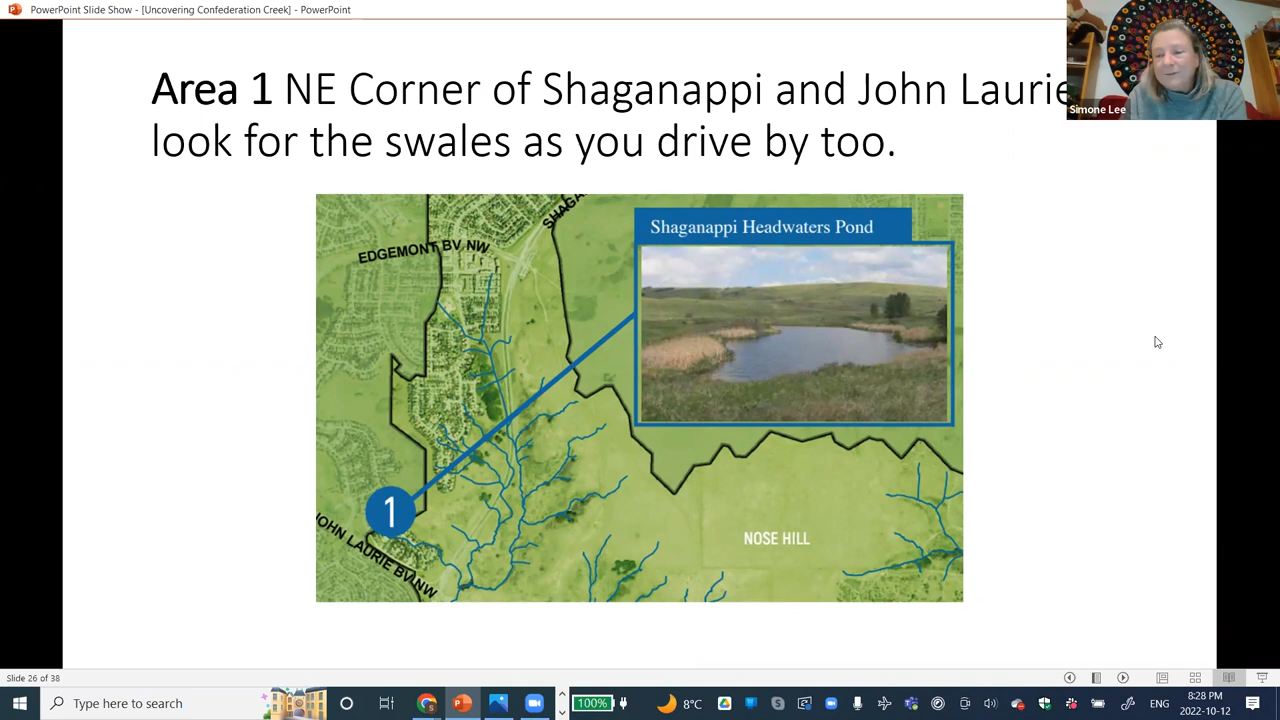 PowerPoint Slide Show - [Uncovering Confederation Creek] - PowerPoint
Simone Lee
Area 1 NE Corner of Shaganappi and John Laurie
look for the swales as you drive by too.
SHAGA
EDGEMONT BV NW
Shaganappi Headwaters Pond
1
JOHN LAURIE BV NW
NOSE HILL
Slide 26 of 38
Type here to search
100%
8°C
ENG
8:28 PM
2022-10-12